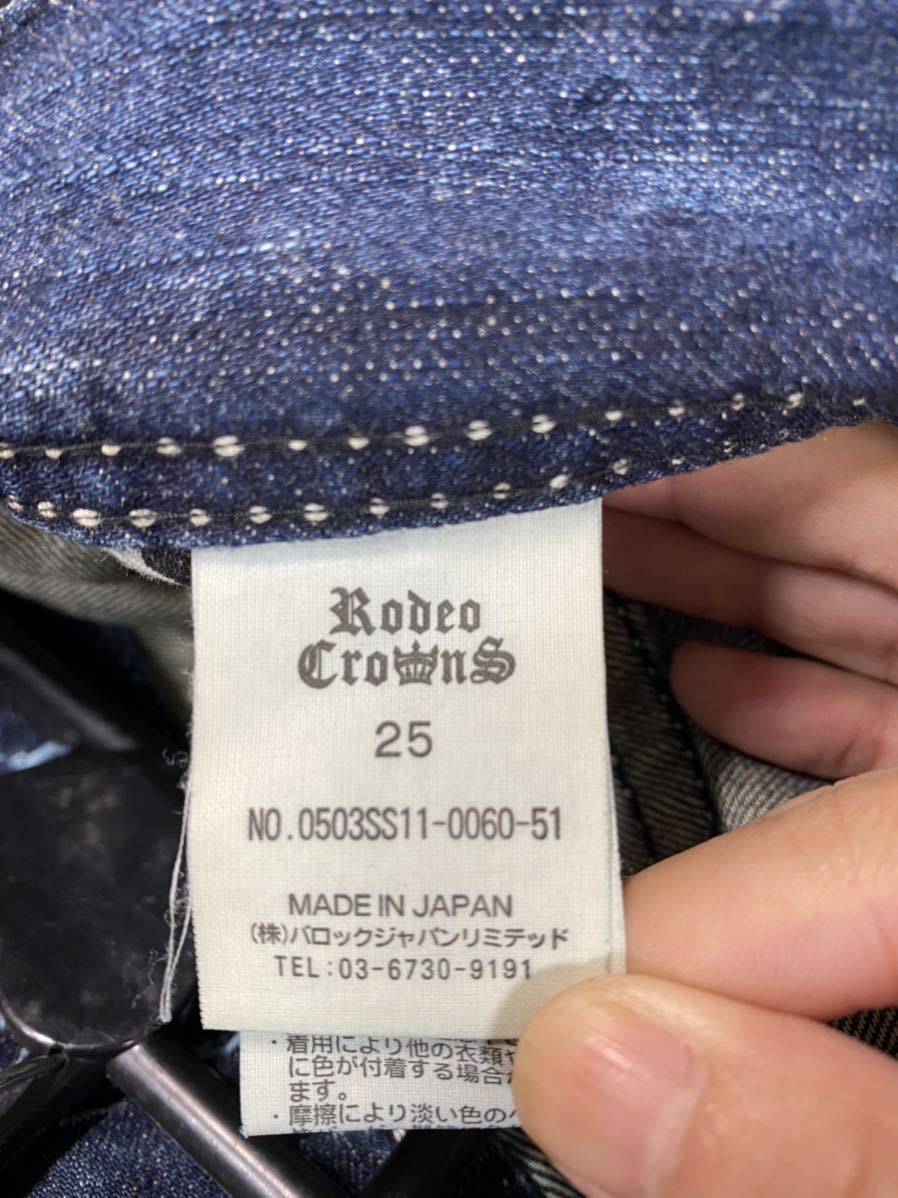 Rodeo
Crowns
25
NO.0503SS11-0060-51
MADE IN JAPAN
(株)バロックジャパンリミテッド
TEL:03-6730-9191
・着用により他の衣類や
に色が付着する場合
ます。
・摩擦により淡い色の